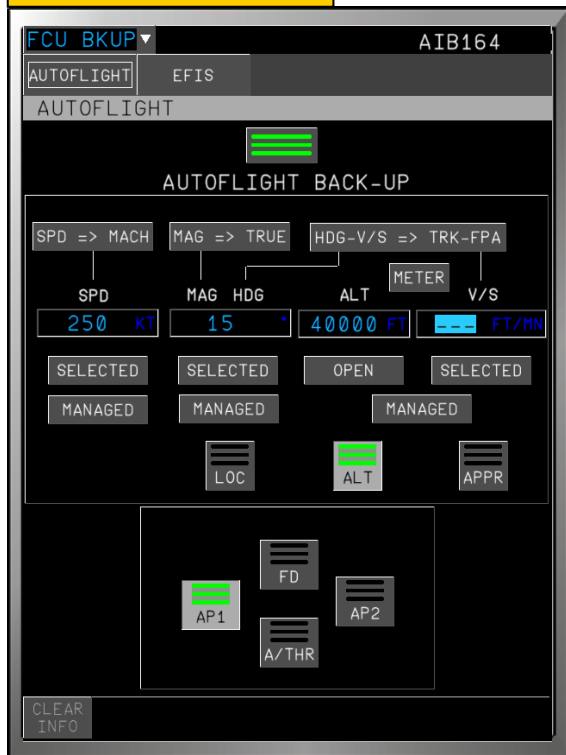 FCU BKUP AIB164
AUTOFLIGHT EFIS
AUTOFLIGHT
AUTOFLIGHT BACK-UP
SPD => MACH MAG => TRUE HDG-V/S => TRK-FPA
METER
SPD MAG HDG ALT V/S
250 KT 15 ° 40000 FT --- FT/MN
SELECTED SELECTED OPEN SELECTED
MANAGED MANAGED MANAGED
LOC ALT APPR
FD
AP1 AP2
A/THR
CLEAR
INFO